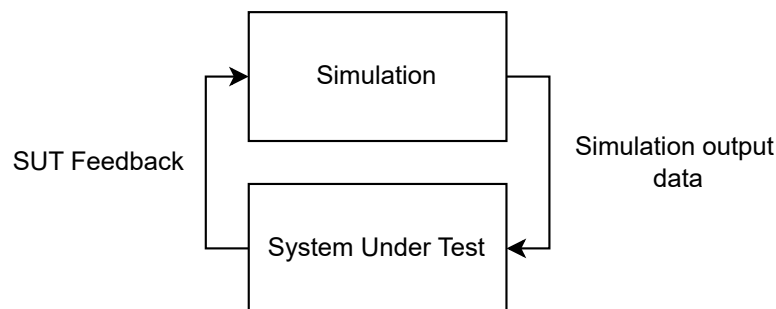 Simulation
SUT Feedback
Simulation output
data
System Under Test